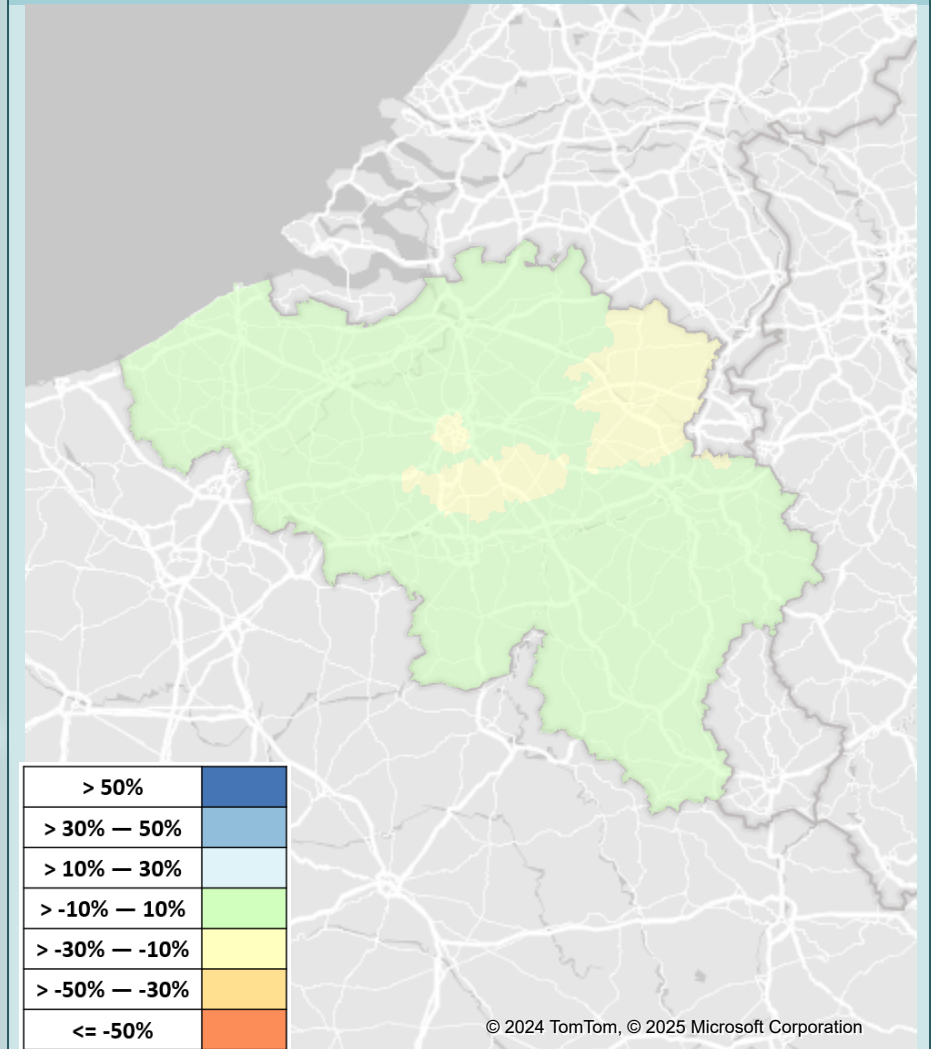 > 50%
> 30% — 50%
> 10% — 30%
> -10% — 10%
> -30% — -10%
> -50% — -30%
<= -50%
© 2024 TomTom, © 2025 Microsoft Corporation